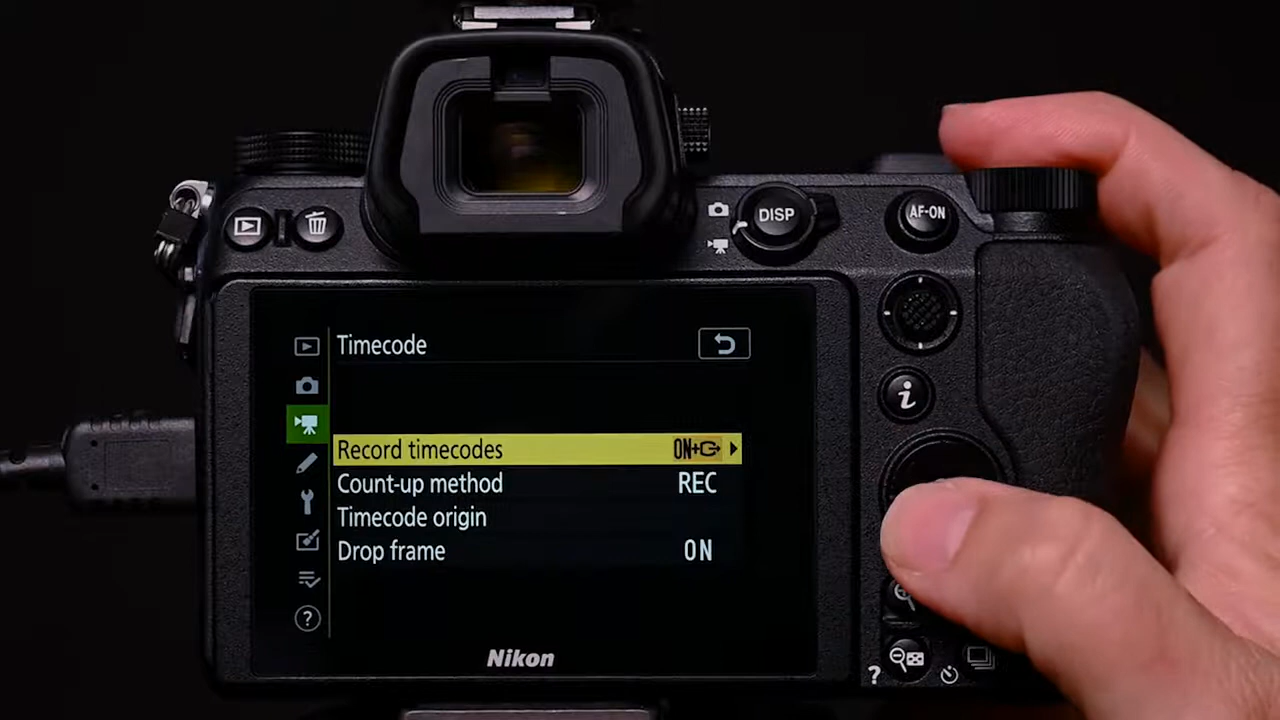 DISP
AF-ON
Timecode
i
Record timecodes ON+
Count-up method REC
Timecode origin
Drop frame ON
?
Nikon
?